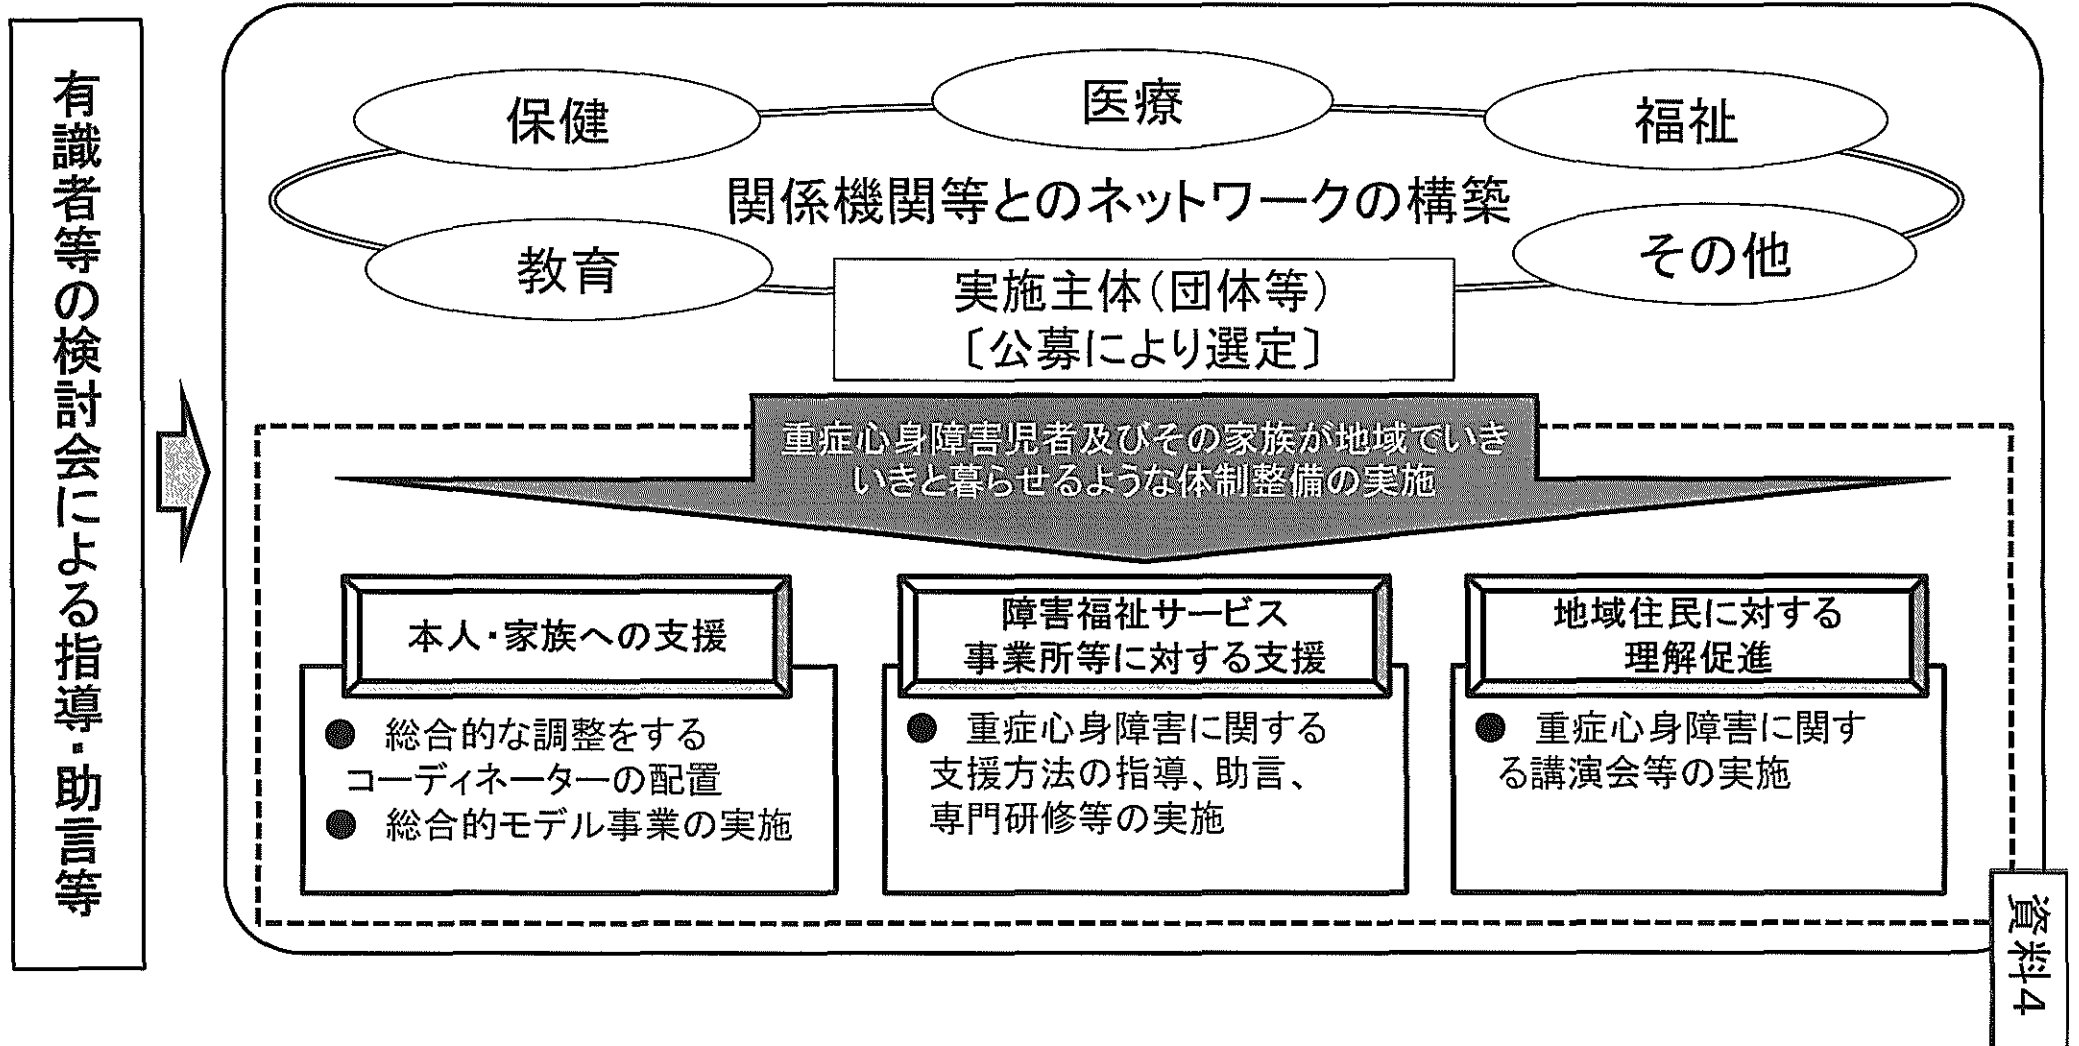 有識者等の検討会による指導・助言等
保健
医療
福祉
関係機関等とのネットワークの構築
教育
その他
実施主体(団体等)
〔公募により選定〕
重症心身障害児者及びその家族が地域でいき
いきと暮らせるような体制整備の実施
本人・家族への支援
● 総合的な調整をする
コーディネーターの配置
● 総合的モデル事業の実施
障害福祉サービス
事業所等に対する支援
● 重症心身障害に関する
支援方法の指導、助言、
専門研修等の実施
地域住民に対する
理解促進
● 重症心身障害に関す
る講演会等の実施
資料4